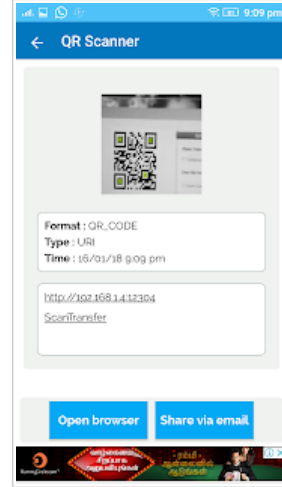 9:09 pm
QR Scanner
Format : QR_CODE
Type : URI
Time : 16/01/18 9:09 pm
http://192.168.1.4:12304
ScanTransfer
Open browser
Share via email